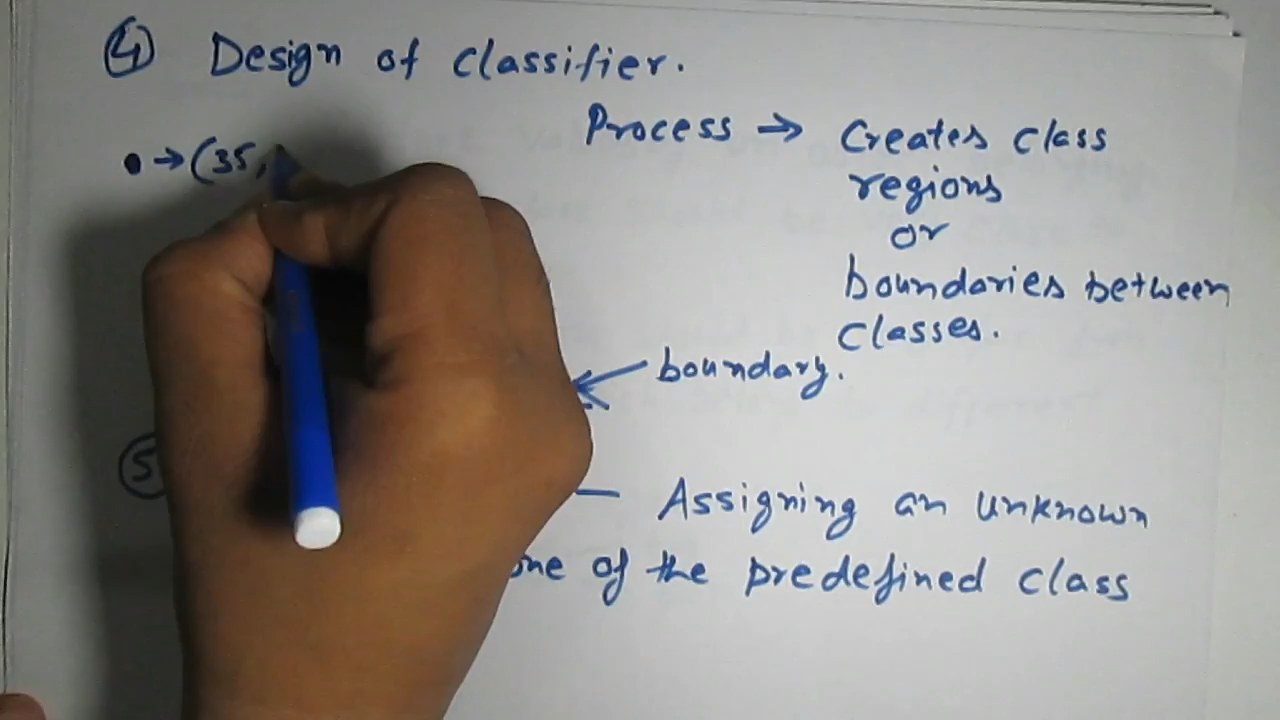 ④ Design of classifier.
Process → Creates class
regions
or
boundaries between
classes.
• → (35,
boundary.
⑤ — Assigning an unknown
one of the predefined class